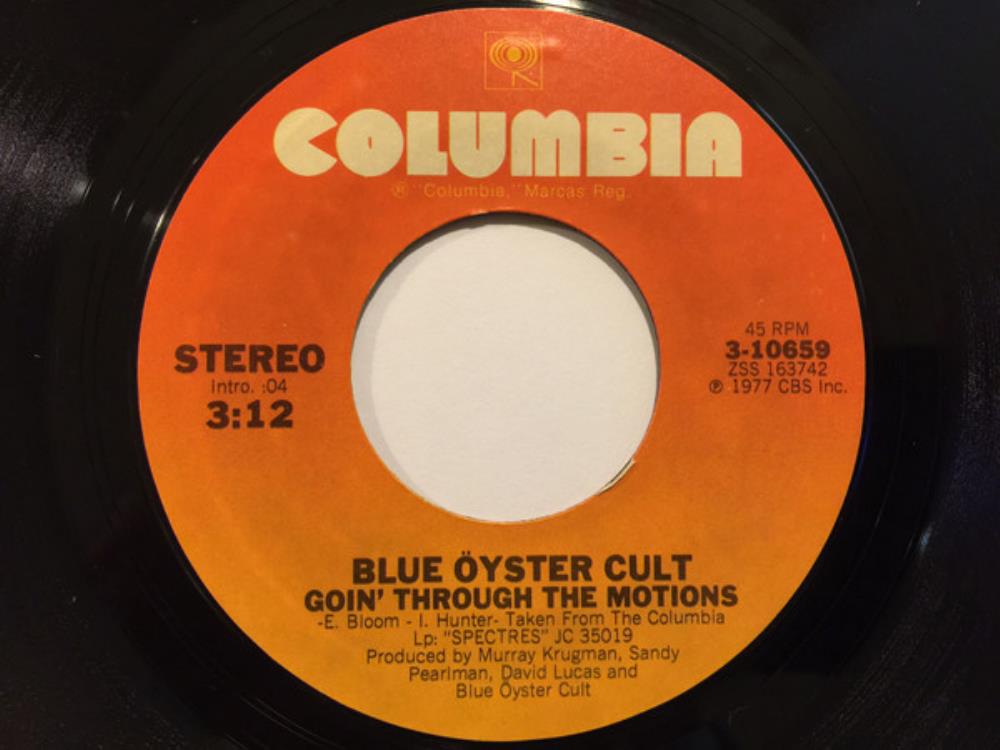 COLUMBIA
® "Columbia," Marcas Reg.
STEREO
Intro. :04
3:12
45 RPM
3-10659
ZSS 163742
℗ 1977 CBS Inc.
BLUE ÖYSTER CULT
GOIN' THROUGH THE MOTIONS
-E. Bloom - I. Hunter- Taken From The Columbia
Lp: "SPECTRES" JC 35019
Produced by Murray Krugman, Sandy
Pearlman, David Lucas and
Blue Öyster Cult